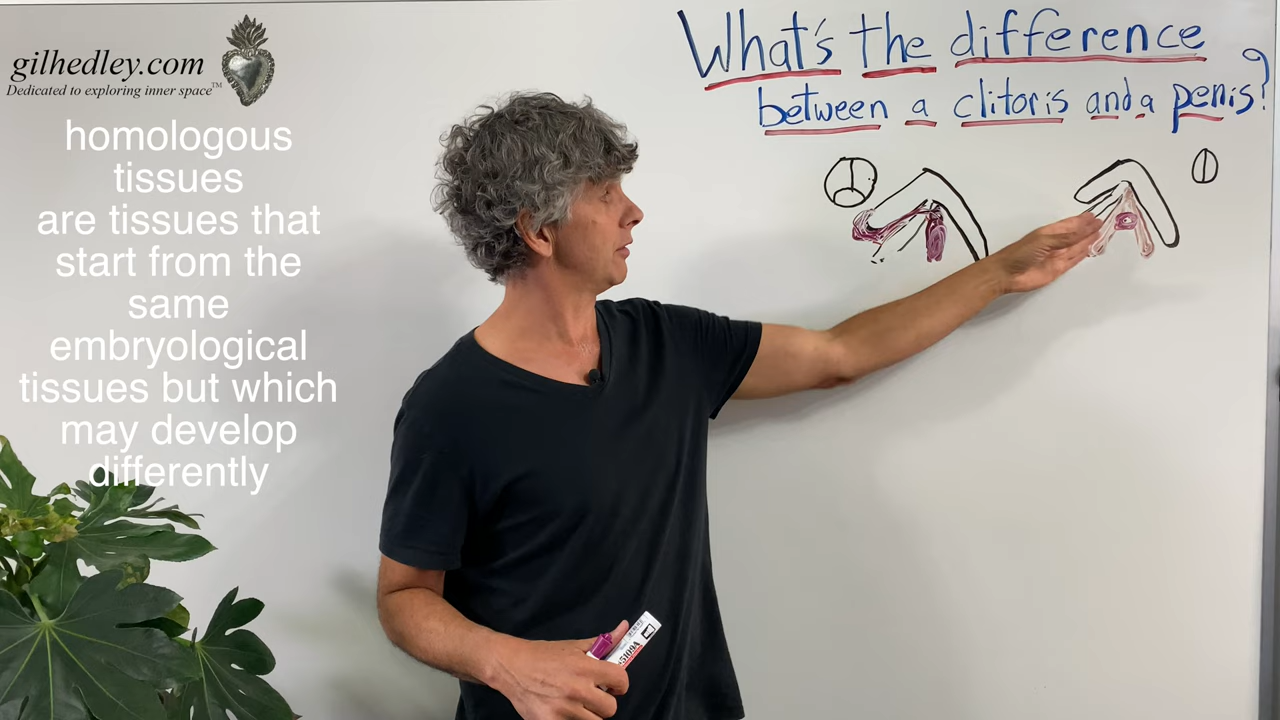 gilhedley.com
Dedicated to exploring inner space™
homologous
tissues
are tissues that
start from the
same
embryological
tissues but which
may develop
differently
What's the difference
between a clitoris and a penis?